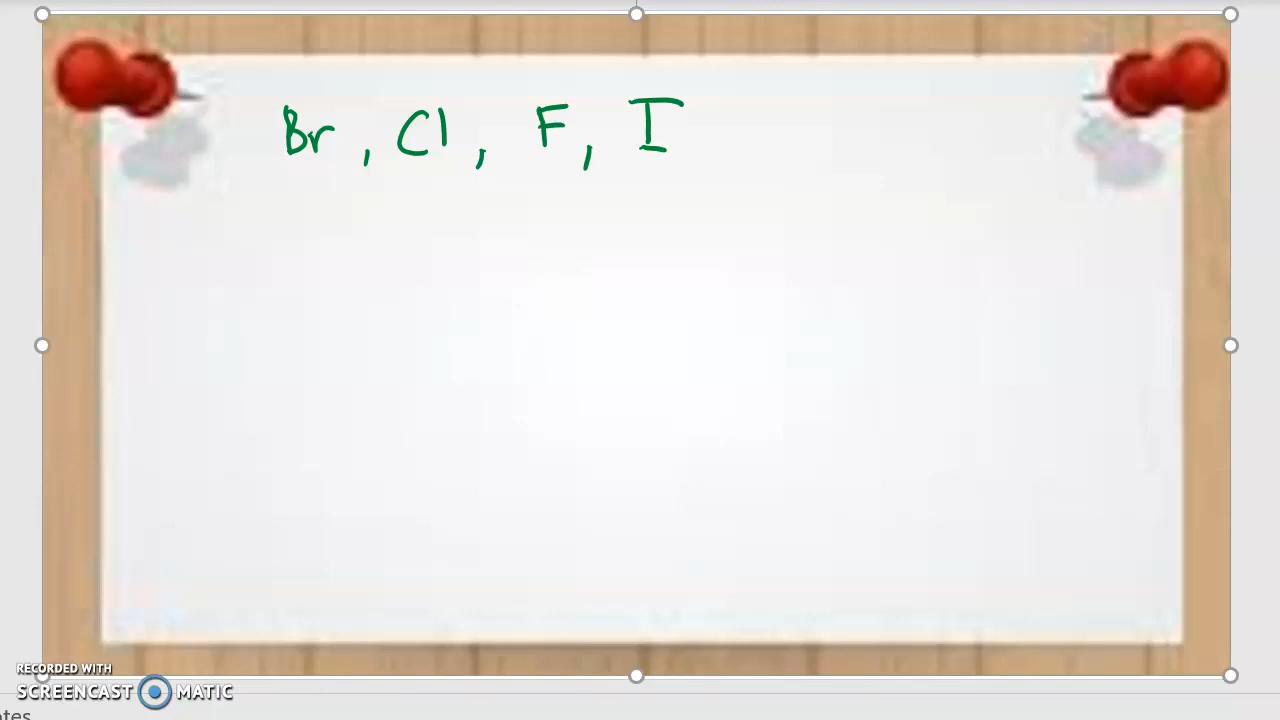 Br, Cl, F, I
RECORDED WITH
SCREENCAST MATIC